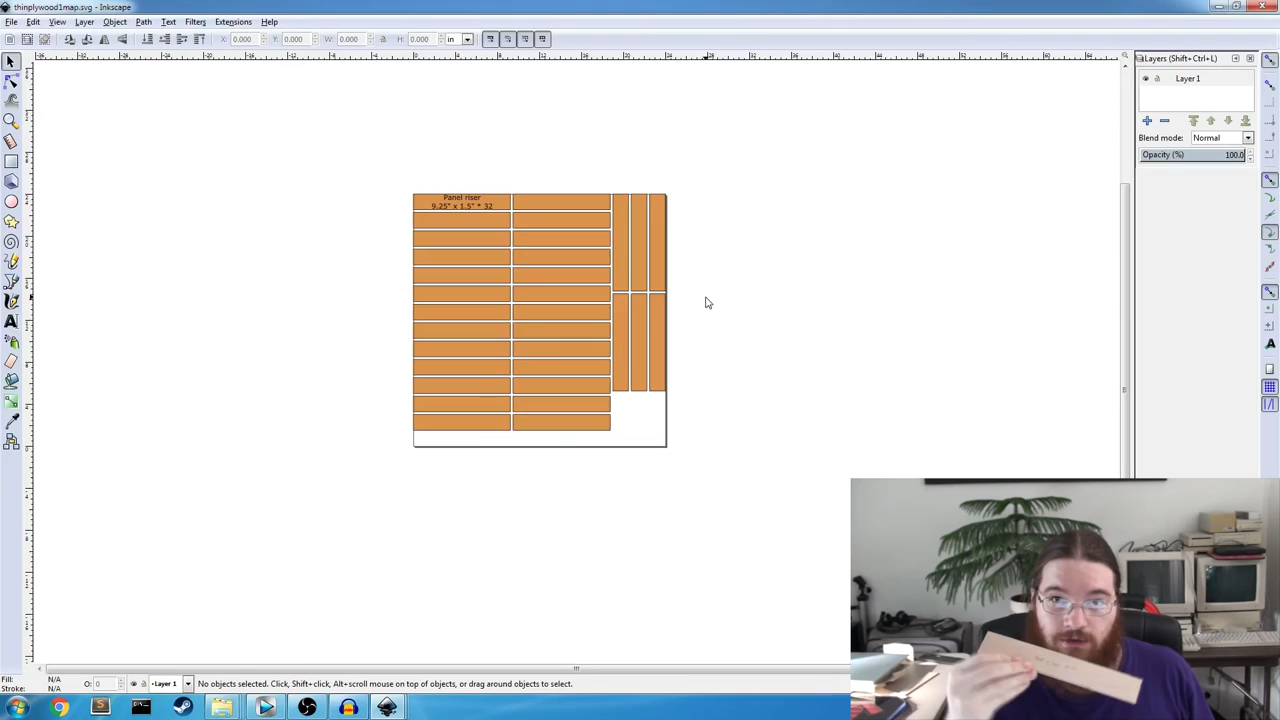 thinplywood1map.svg - Inkscape
File Edit View Layer Object Path Text Filters Extensions Help
X: 0.000 Y: 0.000 W: 0.000 H: 0.000 in
Layers (Shift+Ctrl+L)
Layer 1
Blend mode: Normal
Opacity (%) 100.0
Panel riser
9.25" x 1.5" * 32
Fill: N/A
Stroke: N/A
O: 0
Layer 1
No objects selected. Click, Shift+click, Alt+scroll mouse on top of objects, or drag around objects to select.